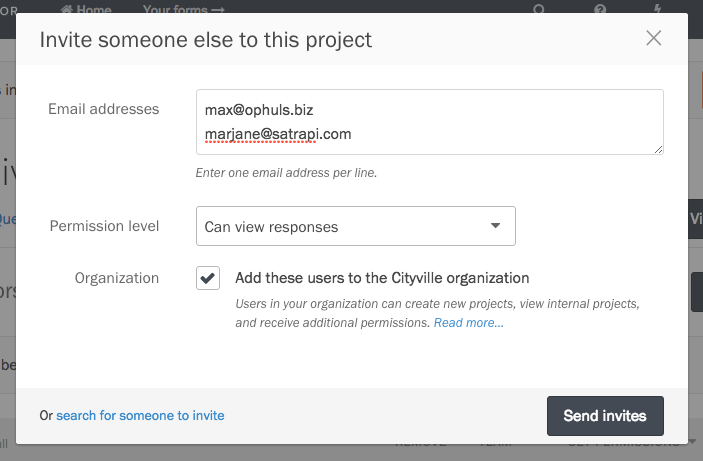 OR Home Your forms →
Invite someone else to this project
Email addresses
max@ophuls.biz
marjane@satrapi.com
Enter one email address per line.
Permission level
Can view responses
Organization
Add these users to the Cityville organization
Users in your organization can create new projects, view internal projects,
and receive additional permissions. Read more...
Or search for someone to invite
Send invites